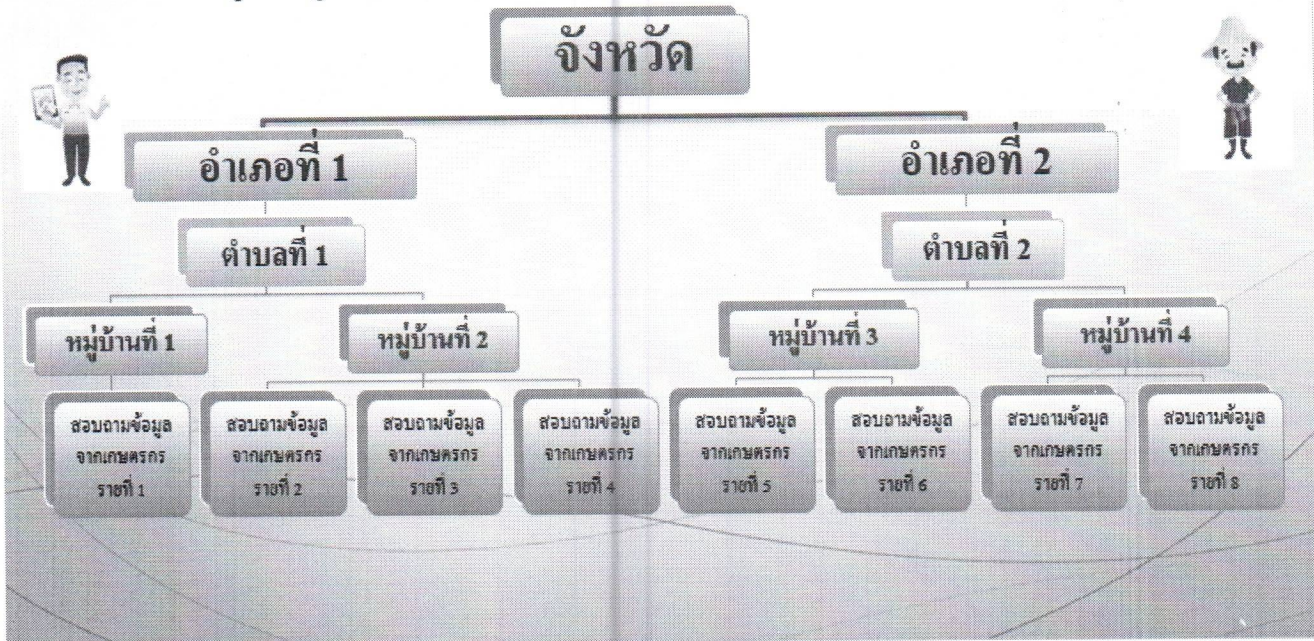 จังหวัด
อำเภอที่ 1
อำเภอที่ 2
ตำบลที่ 1
ตำบลที่ 2
หมู่บ้านที่ 1
หมู่บ้านที่ 2
หมู่บ้านที่ 3
หมู่บ้านที่ 4
สอบถามข้อมูล
จากเกษตรกร
รายที่ 1
สอบถามข้อมูล
จากเกษตรกร
รายที่ 2
สอบถามข้อมูล
จากเกษตรกร
รายที่ 3
สอบถามข้อมูล
จากเกษตรกร
รายที่ 4
สอบถามข้อมูล
จากเกษตรกร
รายที่ 5
สอบถามข้อมูล
จากเกษตรกร
รายที่ 6
สอบถามข้อมูล
จากเกษตรกร
รายที่ 7
สอบถามข้อมูล
จากเกษตรกร
รายที่ 8